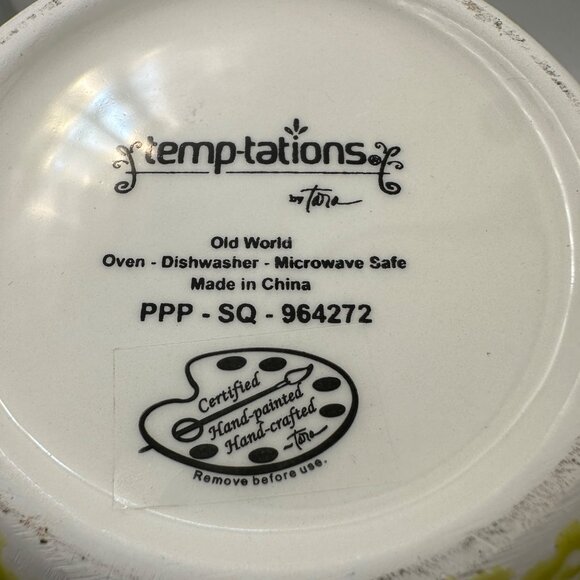 temp-tations®
by Tara
Old World
Oven - Dishwasher - Microwave Safe
Made in China
PPP - SQ - 964272
Certified
Hand-painted
Hand-crafted
Tara
Remove before use.